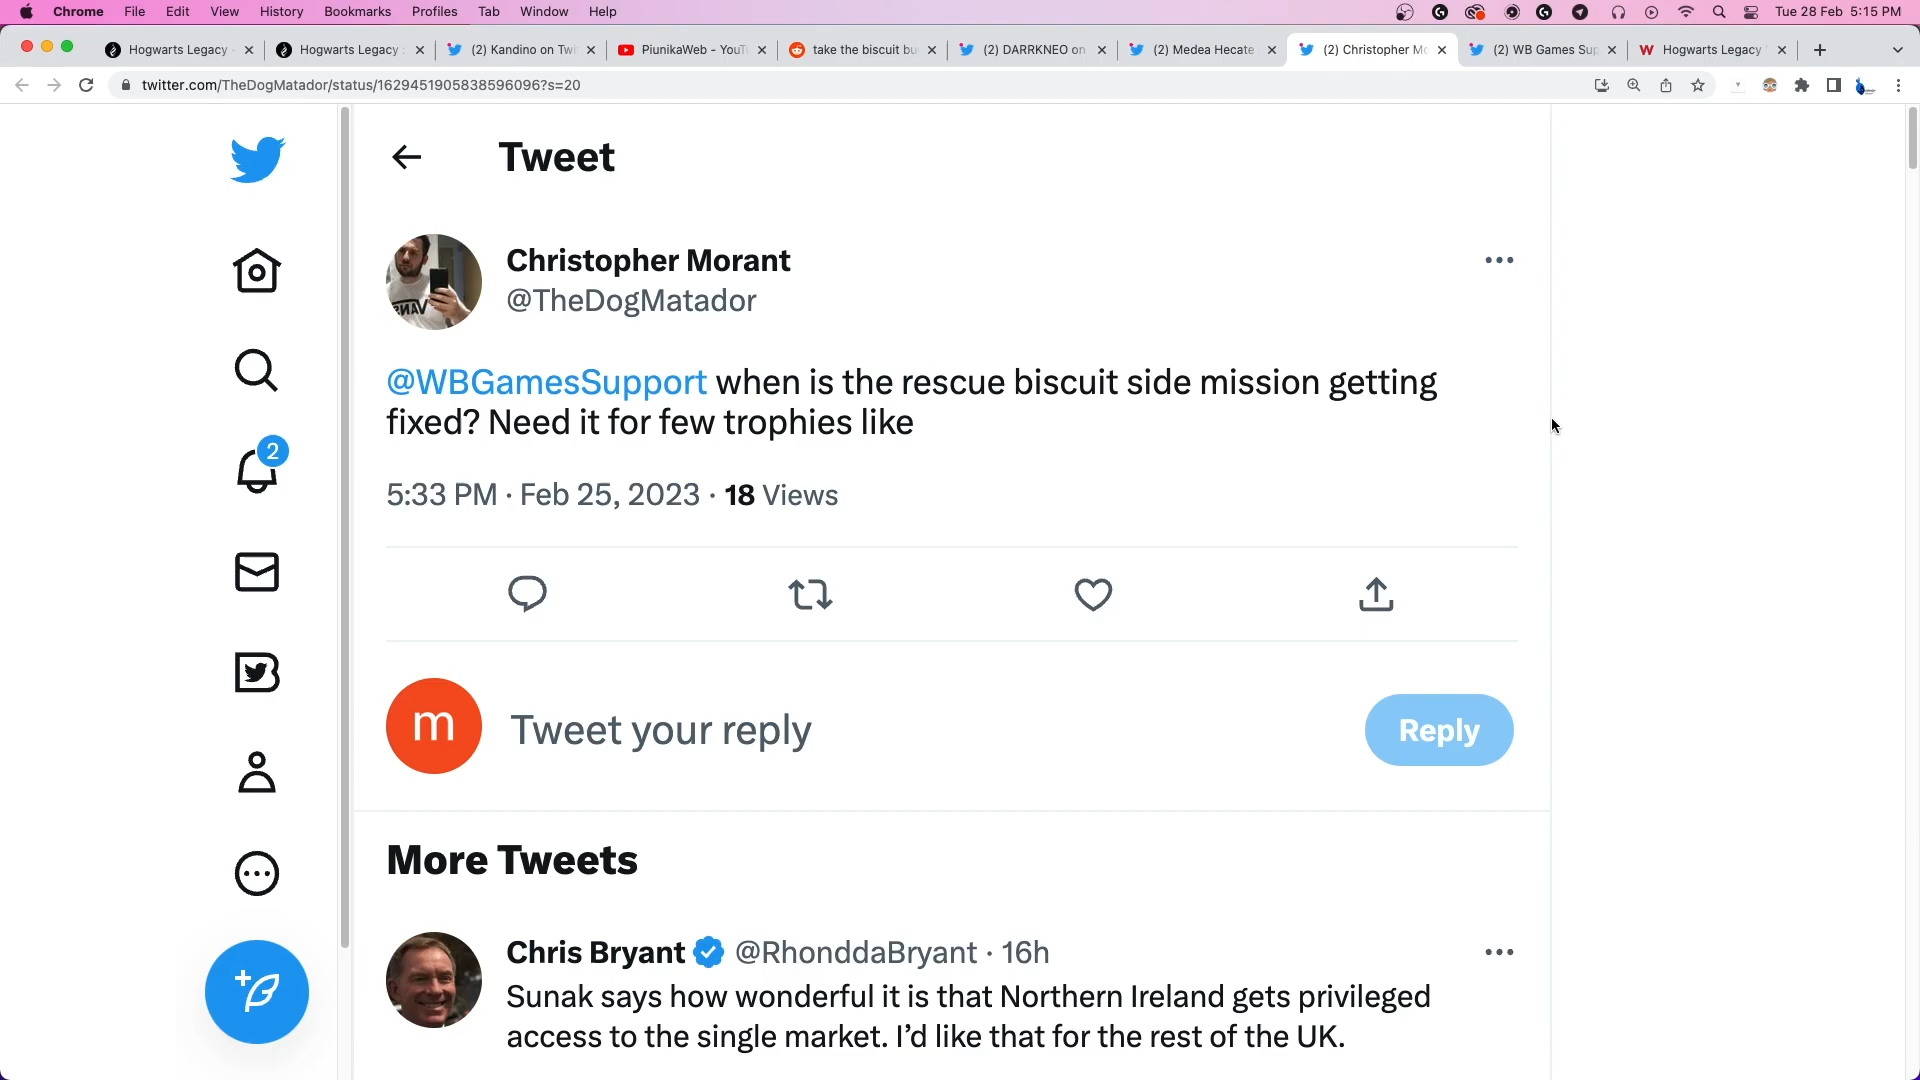 Chrome File Edit View History Bookmarks Profiles Tab Window Help Tue 28 Feb 5:15 PM
Hogwarts Legacy Hogwarts Legacy (2) Kandino on Twi PiunikaWeb - YouT take the biscuit bu (2) DARRKNEO on (2) Medea Hecate (2) Christopher Mo (2) WB Games Sup Hogwarts Legacy
twitter.com/TheDogMatador/status/1629451905838596096?s=20
Tweet
Christopher Morant
@TheDogMatador
@WBGamesSupport when is the rescue biscuit side mission getting
fixed? Need it for few trophies like
2
5:33 PM · Feb 25, 2023 · 18 Views
m
Tweet your reply
Reply
More Tweets
Chris Bryant @RhonddaBryant · 16h
Sunak says how wonderful it is that Northern Ireland gets privileged
access to the single market. I’d like that for the rest of the UK.